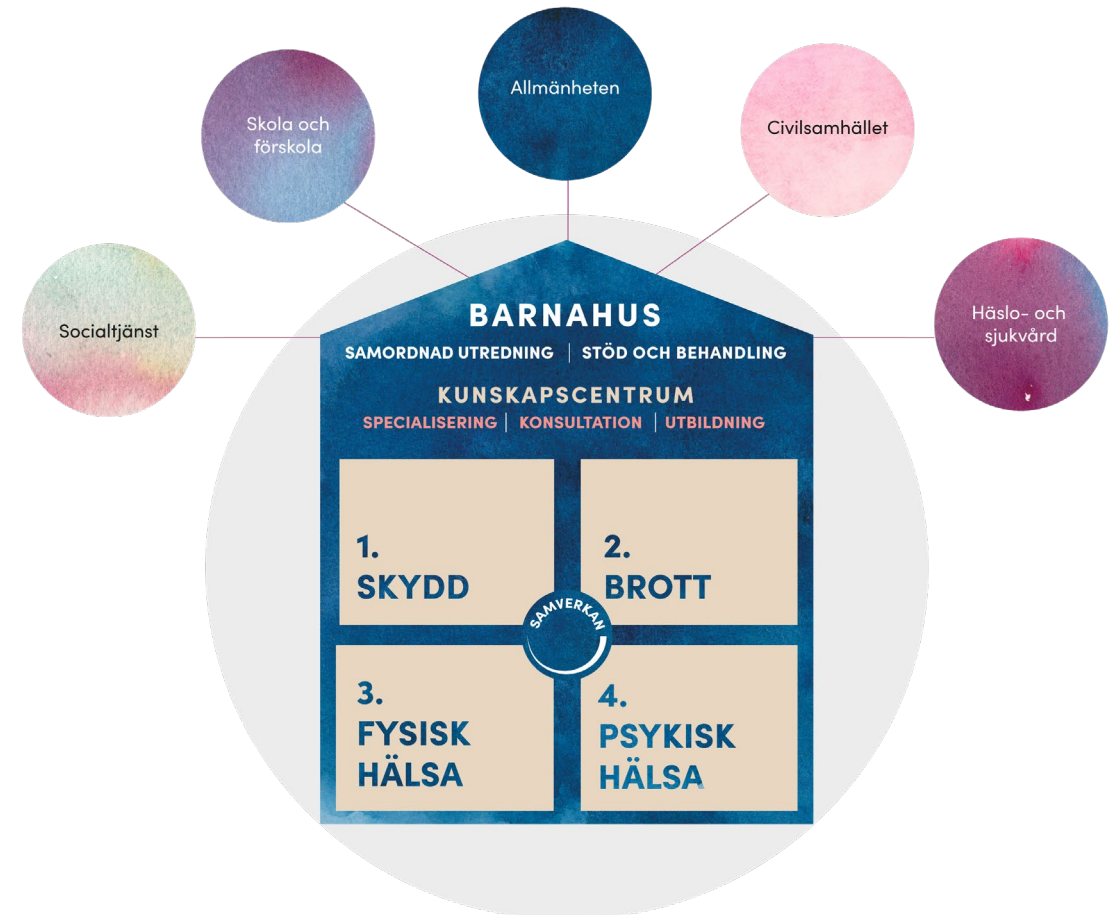 Allmänheten
Skola och
förskola
Civilsamhället
Socialtjänst
Häslo- och
sjukvård
BARNAHUS
SAMORDNAD UTREDNING | STÖD OCH BEHANDLING
KUNSKAPSCENTRUM
SPECIALISERING | KONSULTATION | UTBILDNING
1.
SKYDD
2.
BROTT
SAMVERKAN
3.
FYSISK
HÄLSA
4.
PSYKISK
HÄLSA